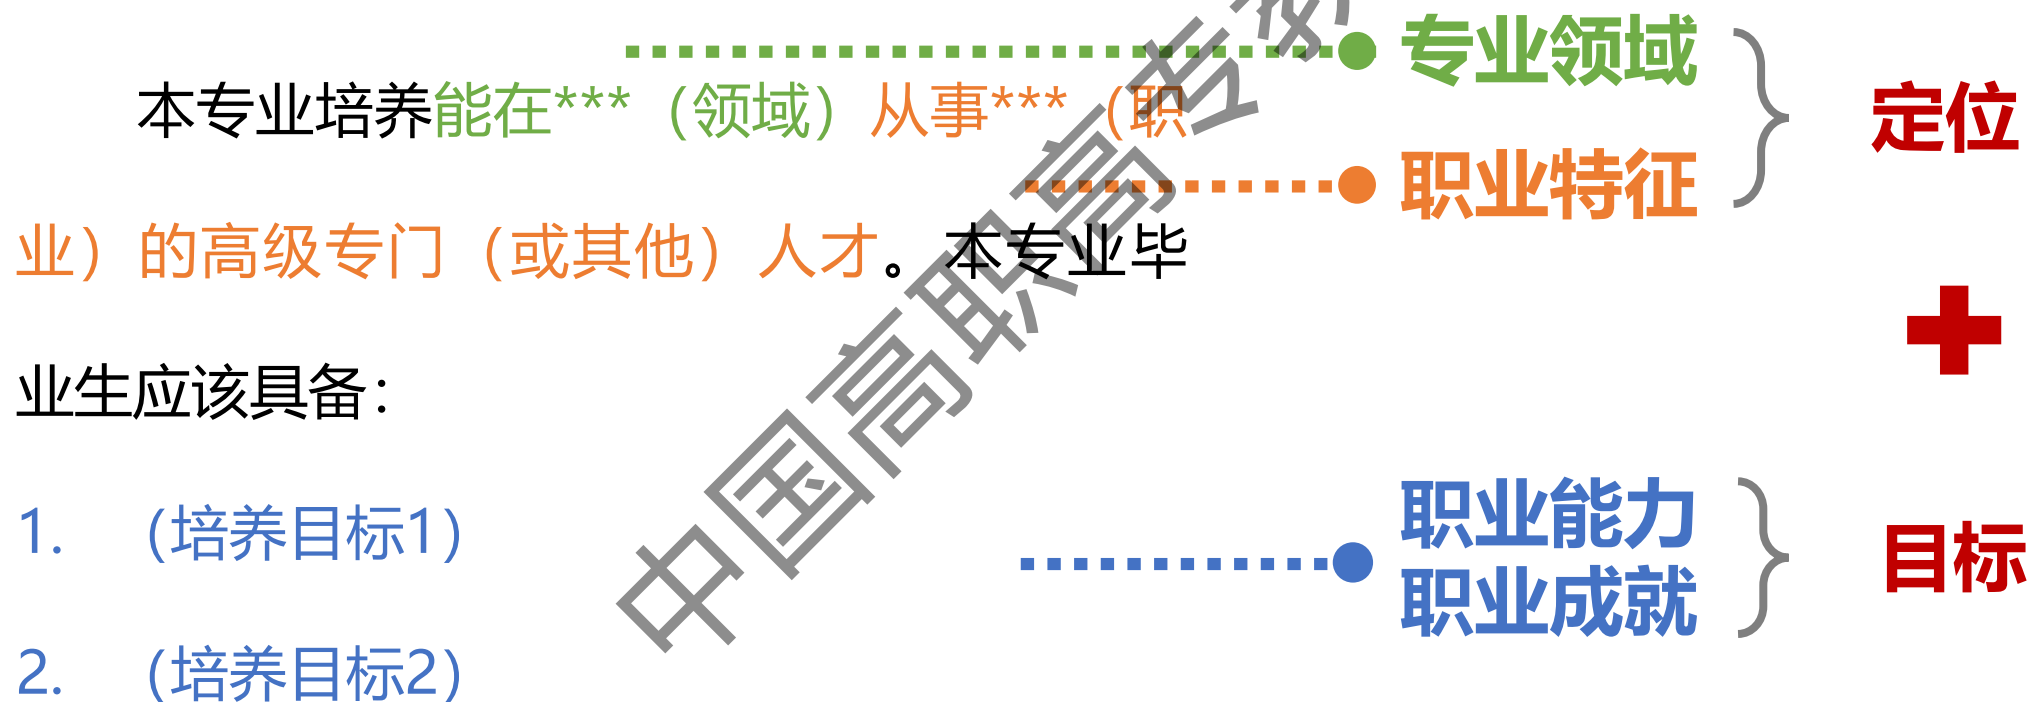 专业领域
本专业培养能在***（领域）从事***（职
定位
职业特征
业）的高级专门（或其他）人才。本专业毕
业生应该具备：
职业能力
1. （培养目标1）
目标
职业成就
2. （培养目标2）
中国高职高专教